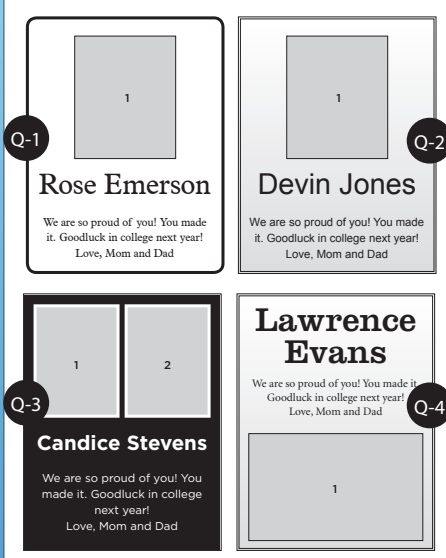 Q-1
1
Rose Emerson
We are so proud of you! You made
it. Goodluck in college next year!
Love, Mom and Dad
Q-2
1
Devin Jones
We are so proud of you! You made
it. Goodluck in college next year!
Love, Mom and Dad
Q-3
1
2
Candice Stevens
We are so proud of you! You
made it. Goodluck in college
next year!
Love, Mom and Dad
Q-4
Lawrence
Evans
We are so proud of you! You made it.
Goodluck in college next year!
Love, Mom and Dad
1